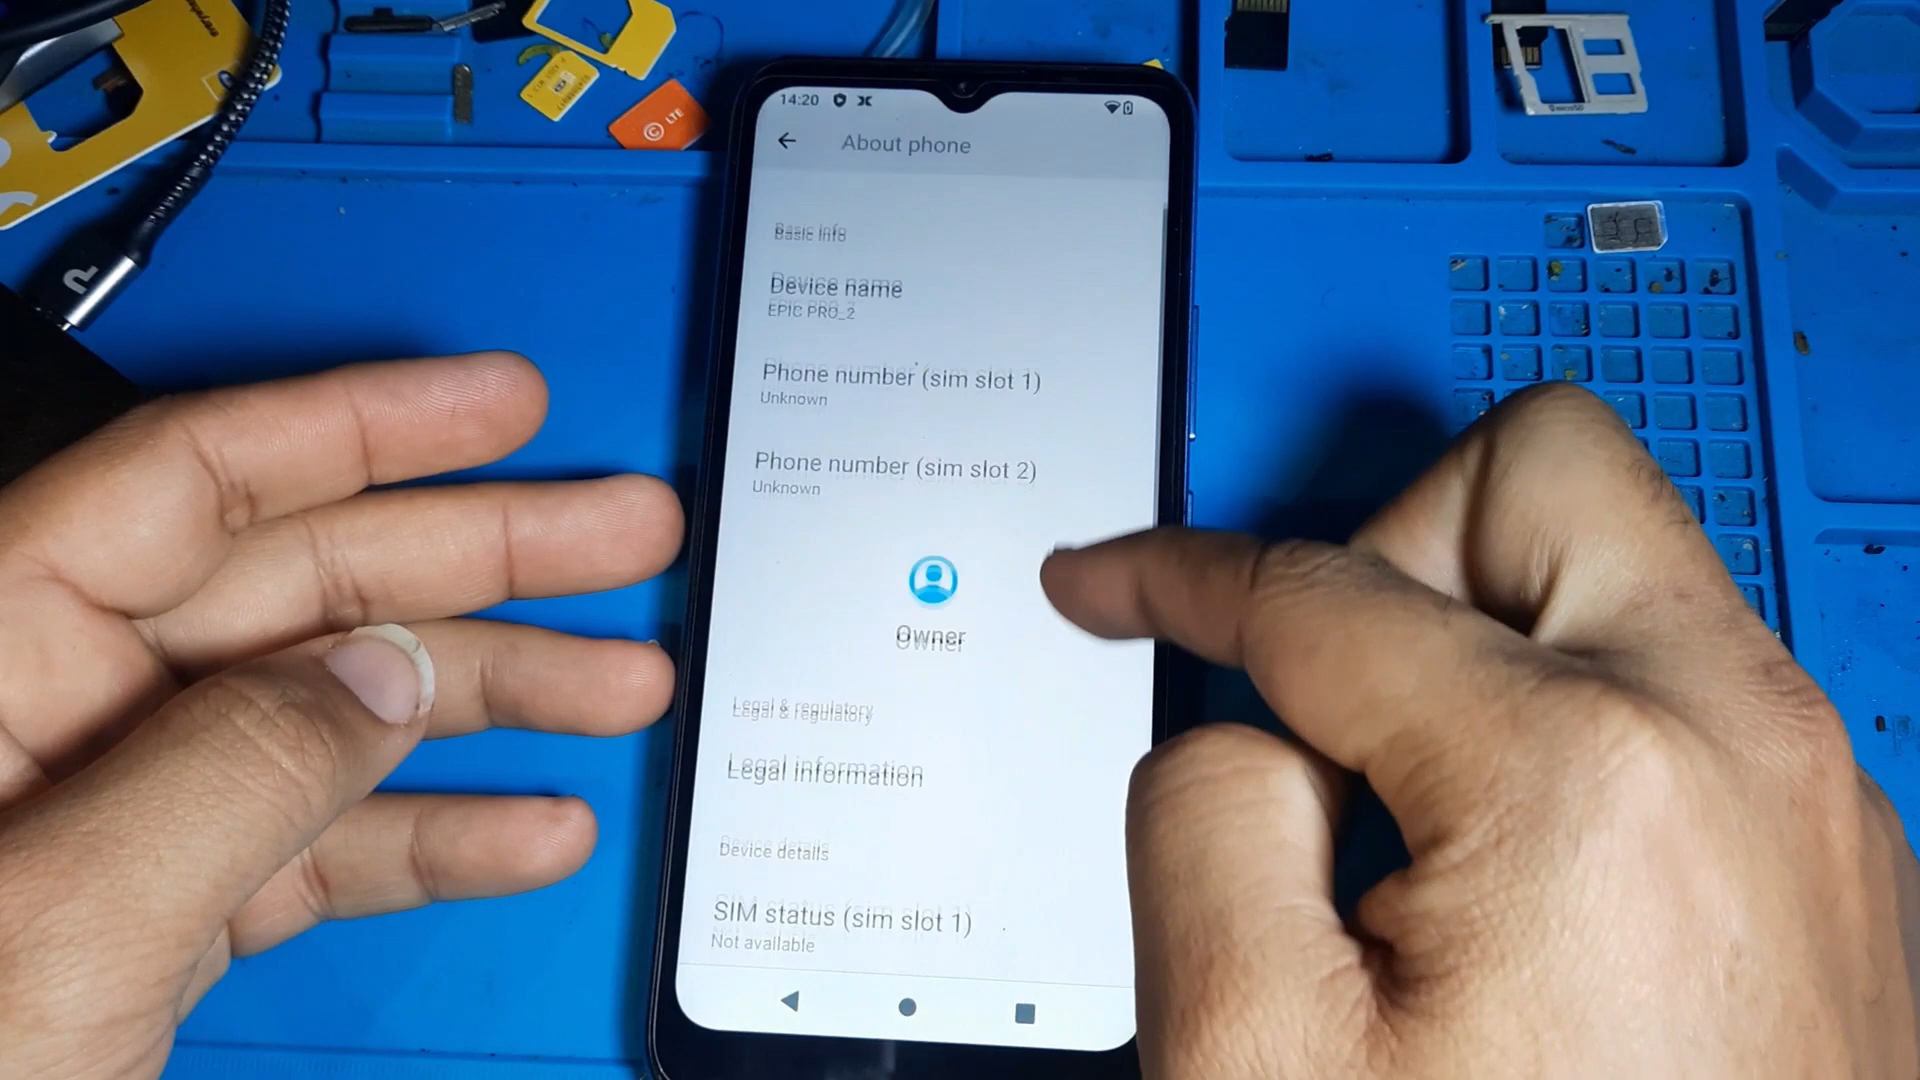 LTE
14:20
About phone
Basic info
Device name
EPIC PRO_2
Phone number (sim slot 1)
Unknown
Phone number (sim slot 2)
Unknown
Owner
Legal & regulatory
Legal information
Device details
SIM status (sim slot 1)
Not available